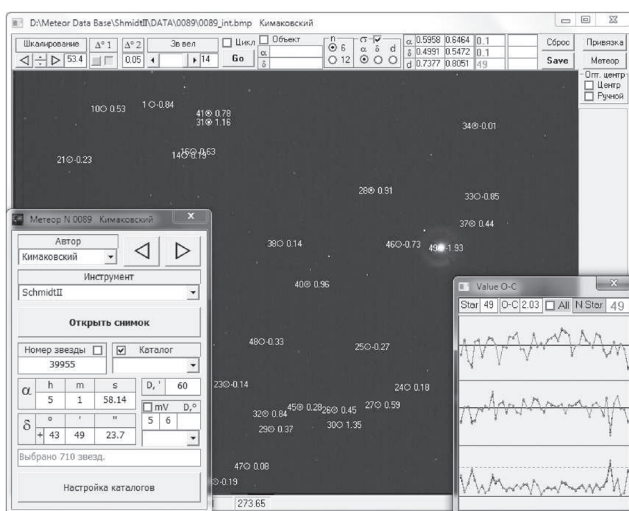 D:\Meteor Data Base\ShmidtII\DATA\0089\0089_int.bmp Кимаковский
Шкалирование Δ° 1 Δ° 2 Зв вел Цикл Объект n σ α 0.5958 0.6464 0.1 Сброс Привязка
53.4 0.05 14 Go α δ 6 12 α δ d δ 0.4991 0.5472 0.1 Save Метеор
d 0.7377 0.8051 49
Опт. центр
Центр
Ручной
10 0.53
1 -0.84
41 0.78
31 1.16
34 -0.01
21 -0.23
28 0.91
33 -0.85
37 0.44
38 0.14
46 -0.73
49 -1.93
40 0.96
48 -0.33
25 -0.27
23 -0.14
24 0.18
32 0.84
45 0.28
26 0.45
27 0.59
29 0.37
30 1.35
47 0.08
-0.19
273.65
Метеор N 0089 Кимаковский
Автор
Кимаковский
Инструмент
SchmidtII
Открыть снимок
Номер звезды Каталог
39955
α h m s D, ' 60
5 1 58.14
mV D,°
δ ° ' " 5 6
+ 43 49 23.7
Выбрано 710 звезд.
Настройка каталогов
Value O-C
Star 49 O-C 2.03 All N Star 49